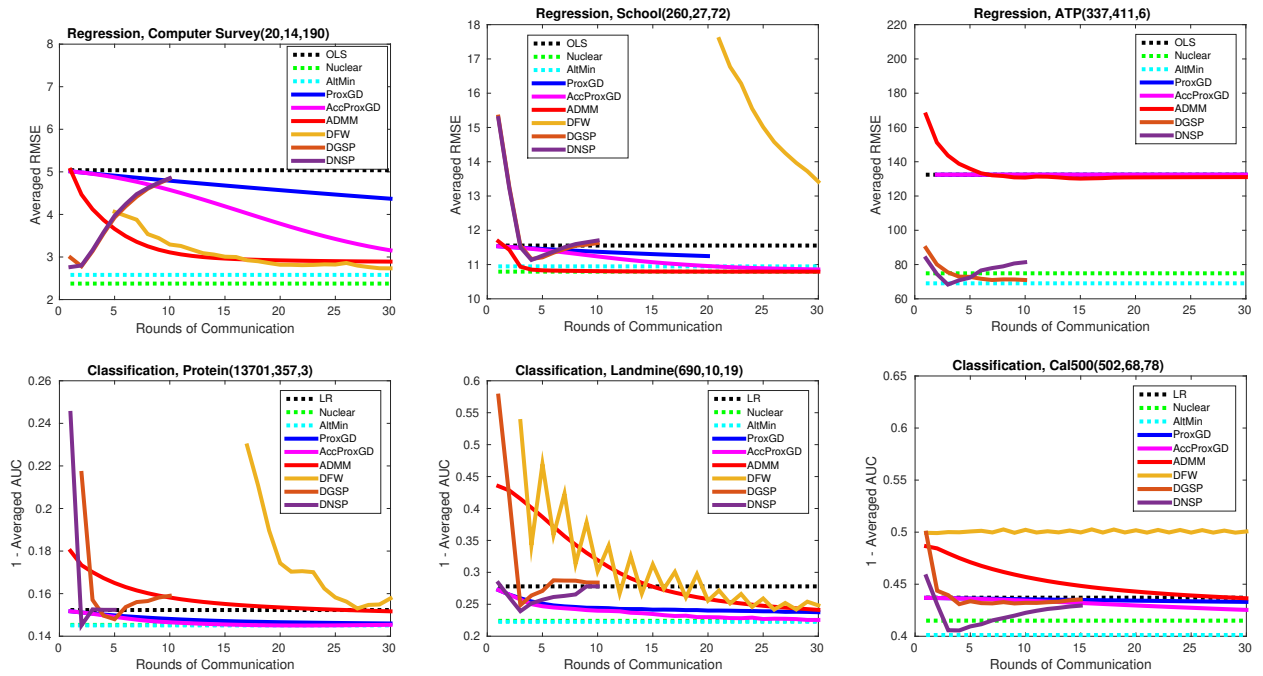 Regression, Computer Survey(20,14,190)
8
7
6
5
4
3
2
0
5
10
15
20
25
30
Averaged RMSE
Rounds of Communication
OLS
Nuclear
AltMin
ProxGD
AccProxGD
ADMM
DFW
DGSP
DNSP
Regression, School(260,27,72)
18
17
16
15
14
13
12
11
10
0
5
10
15
20
25
30
Averaged RMSE
Rounds of Communication
OLS
Nuclear
AltMin
ProxGD
AccProxGD
ADMM
DFW
DGSP
DNSP
Regression, ATP(337,411,6)
220
200
180
160
140
120
100
80
60
0
5
10
15
20
25
30
Averaged RMSE
Rounds of Communication
OLS
Nuclear
AltMin
ProxGD
AccProxGD
ADMM
DGSP
DNSP
Classification, Protein(13701,357,3)
0.26
0.24
0.22
0.2
0.18
0.16
0.14
0
5
10
15
20
25
30
1 - Averaged AUC
Rounds of Communication
LR
Nuclear
AltMin
ProxGD
AccProxGD
ADMM
DFW
DGSP
DNSP
Classification, Landmine(690,10,19)
0.6
0.55
0.5
0.45
0.4
0.35
0.3
0.25
0.2
0
5
10
15
20
25
30
1 - Averaged AUC
Rounds of Communication
LR
Nuclear
AltMin
ProxGD
AccProxGD
ADMM
DFW
DGSP
DNSP
Classification, Cal500(502,68,78)
0.65
0.6
0.55
0.5
0.45
0.4
0
5
10
15
20
25
30
1 - Averaged AUC
Rounds of Communication
LR
Nuclear
AltMin
ProxGD
AccProxGD
ADMM
DFW
DGSP
DNSP